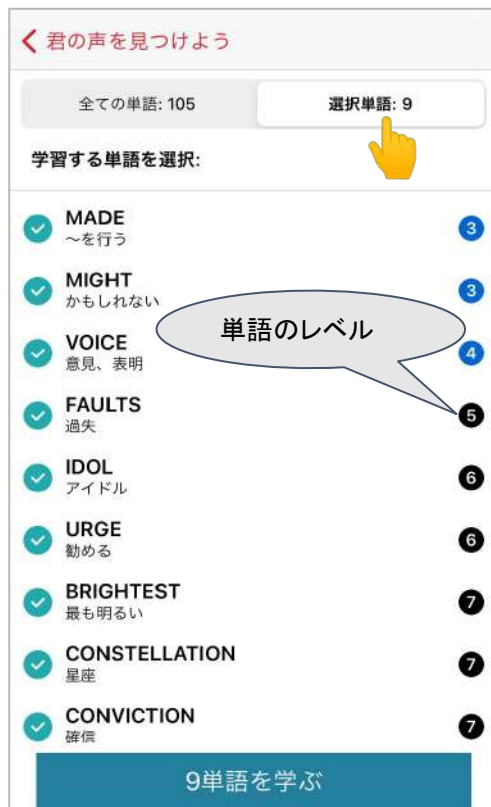 君の声を見つけよう
全ての単語: 105
選択単語: 9
学習する単語を選択:
MADE
〜を行う
3
MIGHT
かもしれない
3
単語のレベル
VOICE
意見、表明
4
FAULTS
過失
5
IDOL
アイドル
6
URGE
勧める
6
BRIGHTEST
最も明るい
7
CONSTELLATION
星座
7
CONVICTION
確信
7
9単語を学ぶ